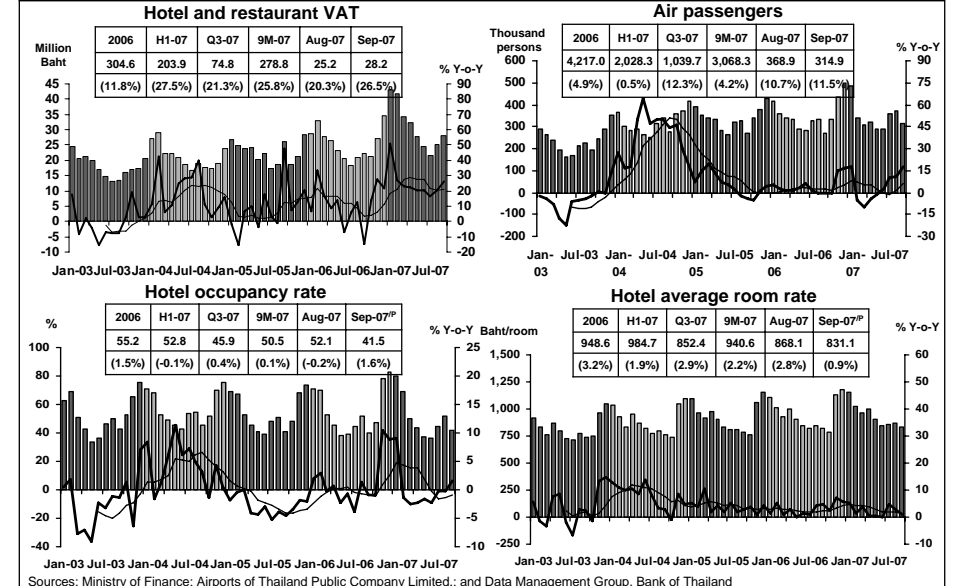 Hotel and restaurant VAT
Million Baht
2006 H1-07 Q3-07 9M-07 Aug-07 Sep-07
304.6 203.9 74.8 278.8 25.2 28.2
(11.8%) (27.5%) (21.3%) (25.8%) (20.3%) (26.5%)
% Y-o-Y
45 40 35 30 25 20 15 10 5 0 -5 -10
90 80 70 60 50 40 30 20 10 0 -10 -20
Jan-03 Jul-03 Jan-04 Jul-04 Jan-05 Jul-05 Jan-06 Jul-06 Jan-07 Jul-07
Air passengers
Thousand persons
2006 H1-07 Q3-07 9M-07 Aug-07 Sep-07
4,217.0 2,028.3 1,039.7 3,068.3 368.9 314.9
(4.9%) (0.5%) (12.3%) (4.2%) (10.7%) (11.5%)
% Y-o-Y
600 500 400 300 200 100 0 -100 -200
90 75 60 45 30 15 0 -15 -30
Jan-03 Jul-03 Jan-04 Jul-04 Jan-05 Jul-05 Jan-06 Jul-06 Jan-07 Jul-07
Hotel occupancy rate
%
2006 H1-07 Q3-07 9M-07 Aug-07 Sep-07/P
55.2 52.8 45.9 50.5 52.1 41.5
(1.5%) (-0.1%) (0.4%) (0.1%) (-0.2%) (1.6%)
% Y-o-Y
100 80 60 40 20 0 -20 -40
25 20 15 10 5 0 -5 -10
Jan-03 Jul-03 Jan-04 Jul-04 Jan-05 Jul-05 Jan-06 Jul-06 Jan-07 Jul-07
Hotel average room rate
Baht/room
2006 H1-07 Q3-07 9M-07 Aug-07 Sep-07/P
948.6 984.7 852.4 940.6 868.1 831.1
(3.2%) (1.9%) (2.9%) (2.2%) (2.8%) (0.9%)
% Y-o-Y
1,500 1,250 1,000 750 500 250 0 -250
60 50 40 30 20 10 0 -10
Jan-03 Jul-03 Jan-04 Jul-04 Jan-05 Jul-05 Jan-06 Jul-06 Jan-07 Jul-07
Sources: Ministry of Finance; Airports of Thailand Public Company Limited.; and Data Management Group, Bank of Thailand